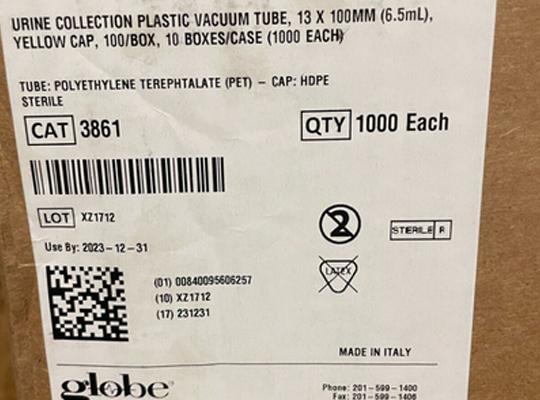 URINE COLLECTION PLASTIC VACUUM TUBE, 13 X 100MM (6.5mL),
YELLOW CAP, 100/BOX, 10 BOXES/CASE (1000 EACH)
TUBE: POLYETHYLENE TEREPHTALATE (PET) – CAP: HDPE
STERILE
CAT 3861 QTY 1000 Each
LOT XZ1712
2 STERILE R
Use By: 2023-12-31
LATEX
(01) 00840095606257
(10) XZ1712
(17) 231231
MADE IN ITALY
globe
Phone: 201-599-1400
Fax: 201-599-1406